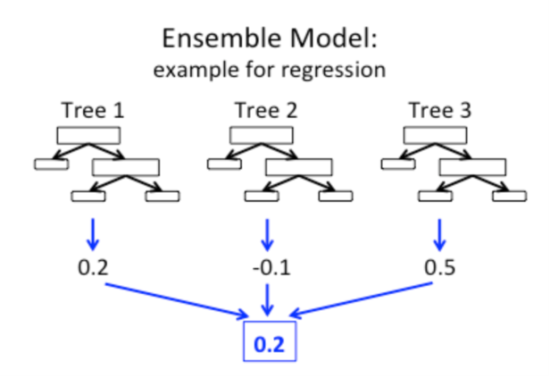 Ensemble Model:
example for regression
Tree 1 Tree 2 Tree 3
0.2 -0.1 0.5
0.2